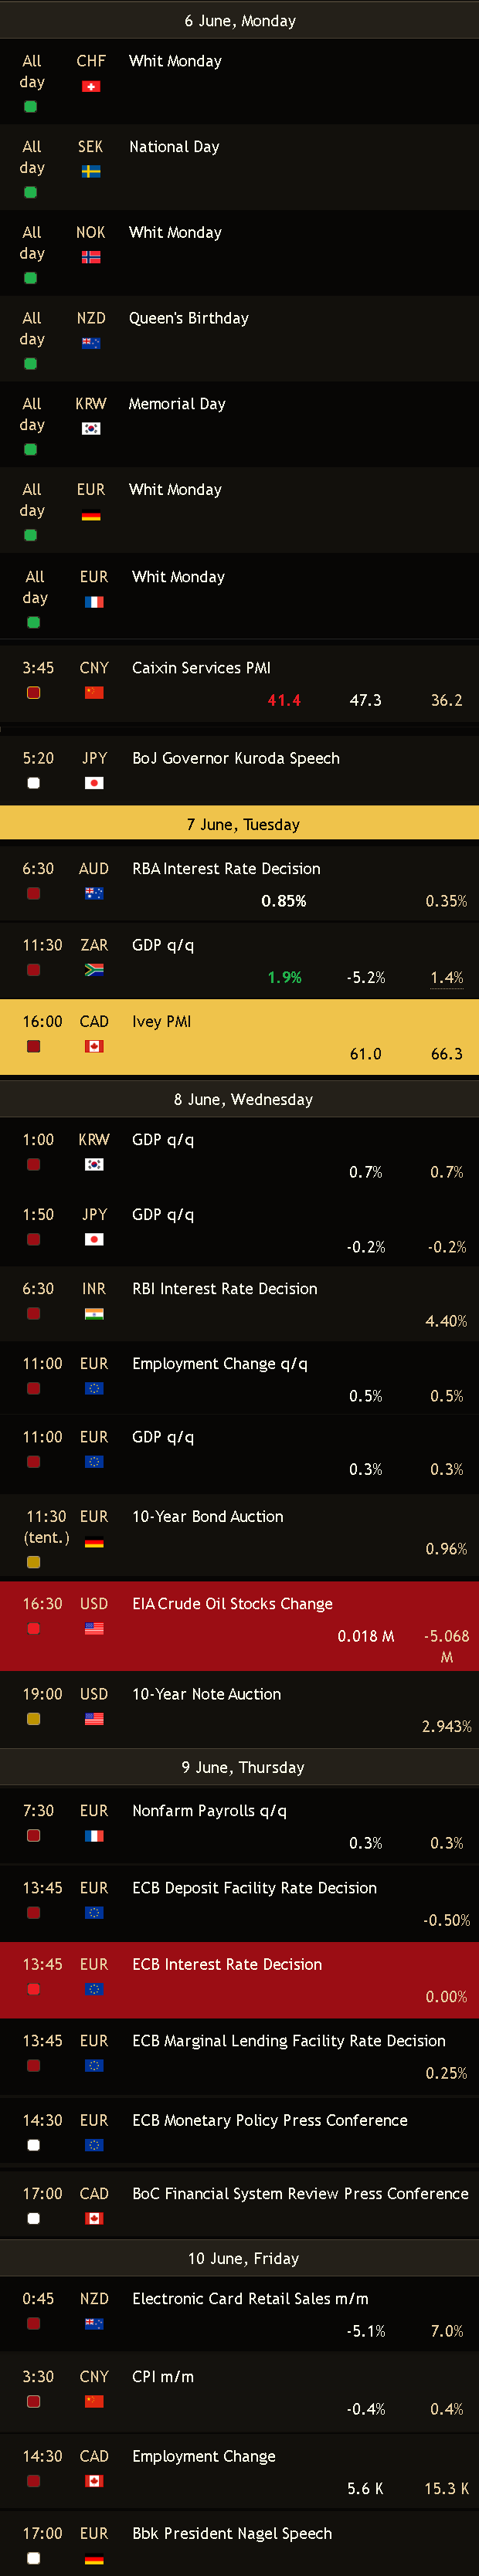 6 June, Monday
All day CHF Whit Monday
All day SEK National Day
All day NOK Whit Monday
All day NZD Queen's Birthday
All day KRW Memorial Day
All day EUR Whit Monday
All day EUR Whit Monday
3:45 CNY Caixin Services PMI
41.4 47.3 36.2
5:20 JPY BoJ Governor Kuroda Speech
7 June, Tuesday
6:30 AUD RBA Interest Rate Decision
0.85% 0.35%
11:30 ZAR GDP q/q
1.9% -5.2% 1.4%
16:00 CAD Ivey PMI
61.0 66.3
8 June, Wednesday
1:00 KRW GDP q/q
0.7% 0.7%
1:50 JPY GDP q/q
-0.2% -0.2%
6:30 INR RBI Interest Rate Decision
4.40%
11:00 EUR Employment Change q/q
0.5% 0.5%
11:00 EUR GDP q/q
0.3% 0.3%
11:30 EUR 10-Year Bond Auction
(tent.)
0.96%
16:30 USD EIA Crude Oil Stocks Change
0.018 M -5.068 M
19:00 USD 10-Year Note Auction
2.943%
9 June, Thursday
7:30 EUR Nonfarm Payrolls q/q
0.3% 0.3%
13:45 EUR ECB Deposit Facility Rate Decision
-0.50%
13:45 EUR ECB Interest Rate Decision
0.00%
13:45 EUR ECB Marginal Lending Facility Rate Decision
0.25%
14:30 EUR ECB Monetary Policy Press Conference
17:00 CAD BoC Financial System Review Press Conference
10 June, Friday
0:45 NZD Electronic Card Retail Sales m/m
-5.1% 7.0%
3:30 CNY CPI m/m
-0.4% 0.4%
14:30 CAD Employment Change
5.6 K 15.3 K
17:00 EUR Bbk President Nagel Speech